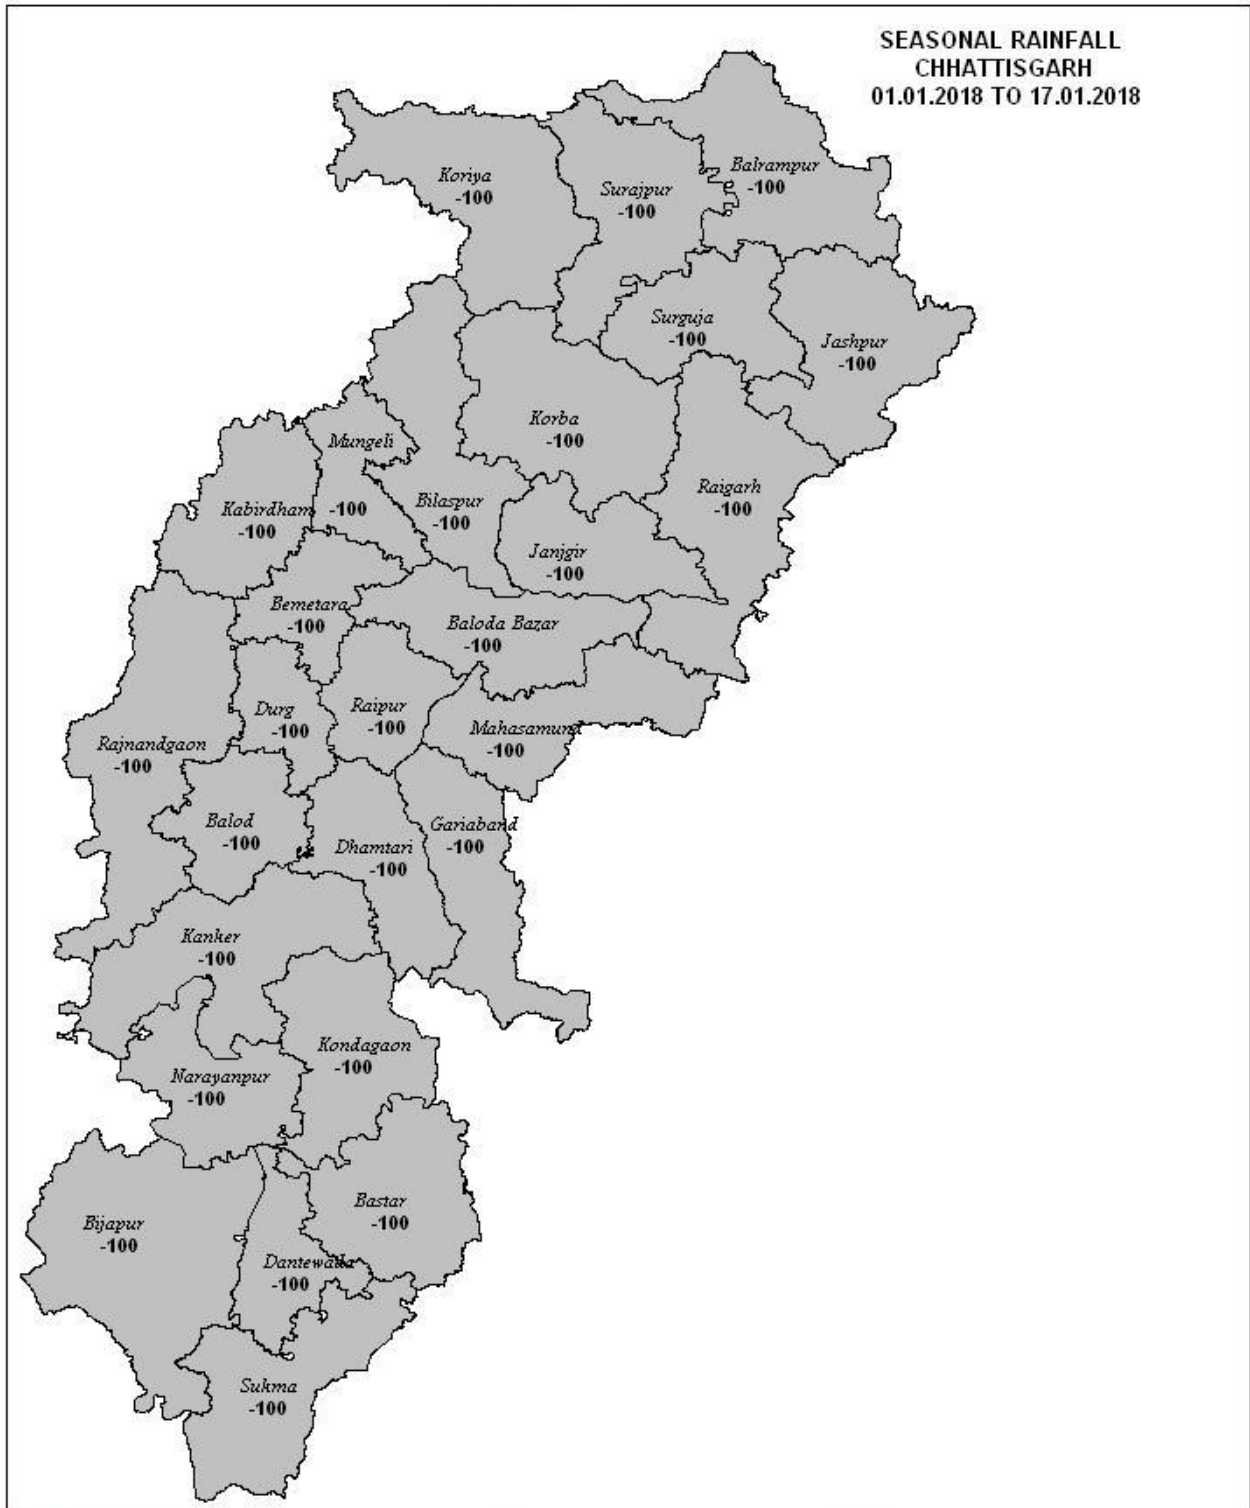 SEASONAL RAINFALL
CHHATTISGARH
01.01.2018 TO 17.01.2018
Balrampur
-100
Koriya
-100
Surajpur
-100
Surguja
-100
Jashpur
-100
Korba
-100
Mungeli
-100
Raigarh
-100
Bilaspur
-100
Kabirdham
-100
Janjgir
-100
Bemetara
-100
Baloda Bazar
-100
Durg
-100
Raipur
-100
Mahasamund
-100
Rajnandgaon
-100
Balod
-100
Gariaband
-100
Dhamtari
-100
Kanker
-100
Kondagaon
-100
Narayanpur
-100
Bastar
-100
Bijapur
-100
Dantewada
-100
Sukma
-100